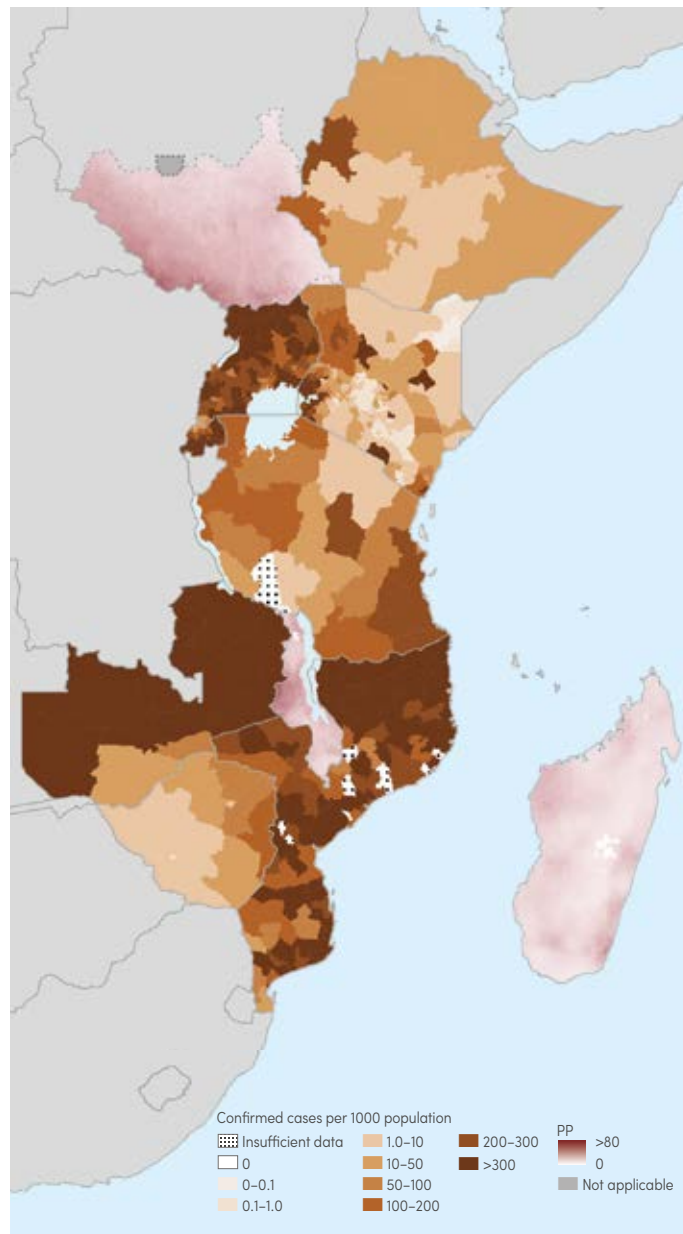 Confirmed cases per 1000 population
Insufficient data
0
0–0.1
0.1–1.0
1.0–10
10–50
50–100
100–200
200–300
>300
PP
>80
0
Not applicable